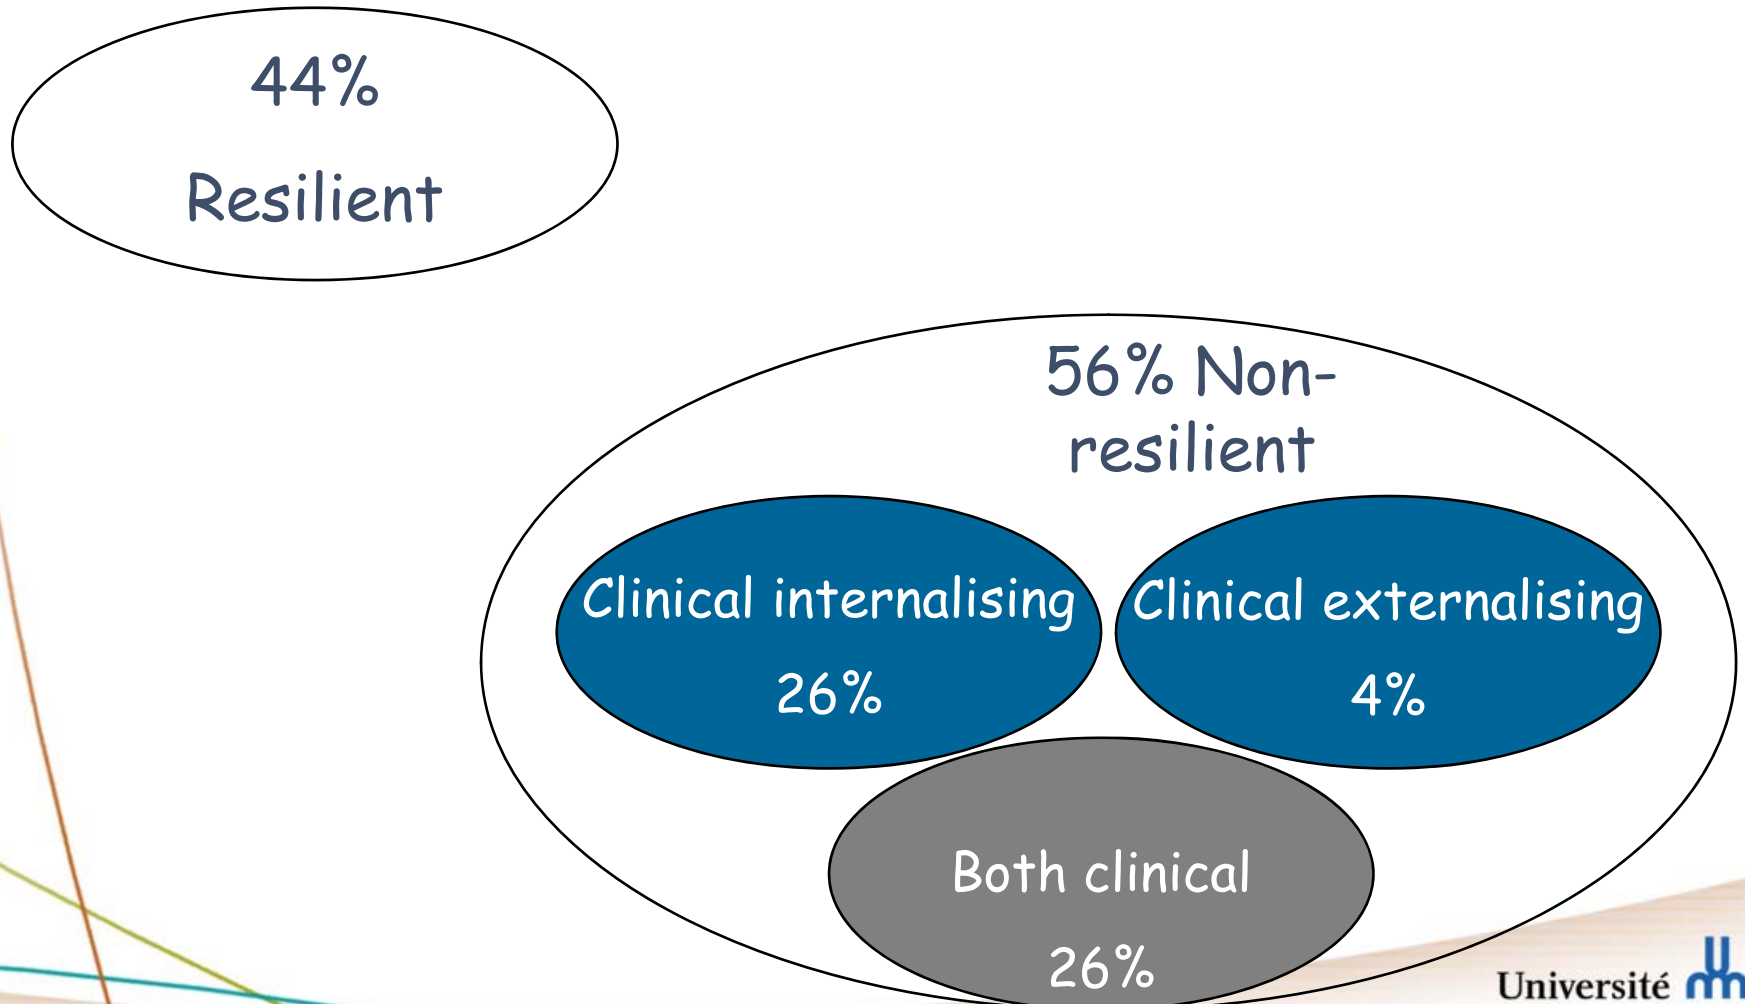 44%
Resilient
56% Non-
resilient
Clinical internalising
26%
Clinical externalising
4%
Both clinical
26%
Université